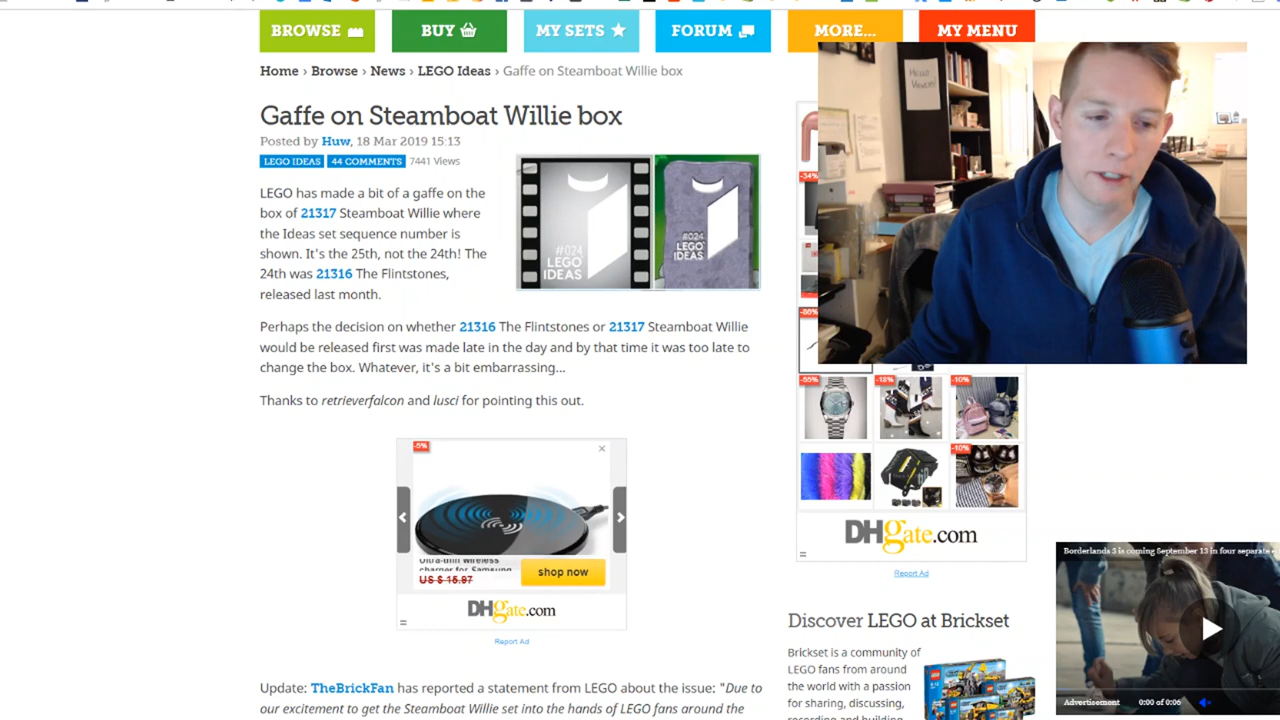 BROWSE
BUY
MY SETS
FORUM
MORE...
MY MENU
Home › Browse › News › LEGO Ideas › Gaffe on Steamboat Willie box
HELLO
Gaffe on Steamboat Willie box
Posted by Huw, 18 Mar 2019 15:13
LEGO IDEAS 44 COMMENTS 7441 Views
LEGO has made a bit of a gaffe on the
box of 21317 Steamboat Willie where
the Ideas set sequence number is
shown. It's the 25th, not the 24th! The
24th was 21316 The Flintstones,
released last month.
#024
LEGO
IDEAS
#024
LEGO
IDEAS
Perhaps the decision on whether 21316 The Flintstones or 21317 Steamboat Willie
would be released first was made late in the day and by that time it was too late to
change the box. Whatever, it's a bit embarrassing...
Thanks to retrieverfalcon and lusci for pointing this out.
-5%
Ultra-thin Wireless
charger for Samsung
US $ 15.97
shop now
DHgate.com
Report Ad
-34%
-80%
-55%
-18%
-10%
-10%
DHgate.com
Report Ad
Update: TheBrickFan has reported a statement from LEGO about the issue: "Due to
our excitement to get the Steamboat Willie set into the hands of LEGO fans around the
Discover LEGO at Brickset
Brickset is a community of
LEGO fans from around
the world with a passion
for sharing, discussing,
recording and building
Borderlands 3 is coming September 13 in four separate
Advertisement 0:00 of 0:06